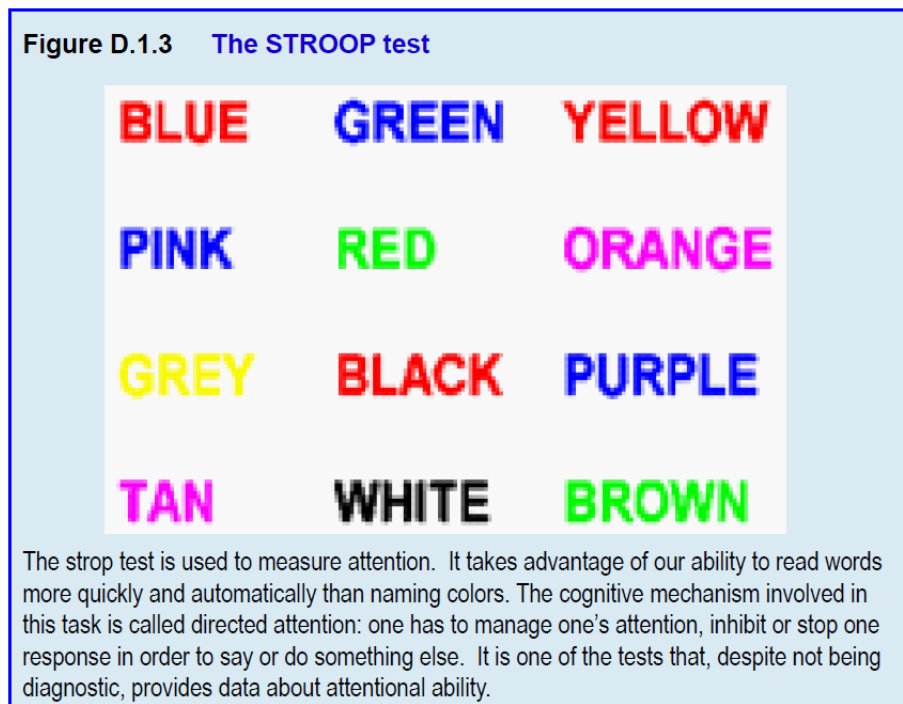 Figure D.1.3 The STROOP test
BLUE GREEN YELLOW
PINK RED ORANGE
GREY BLACK PURPLE
TAN WHITE BROWN
The strop test is used to measure attention. It takes advantage of our ability to read words
more quickly and automatically than naming colors. The cognitive mechanism involved in
this task is called directed attention: one has to manage one’s attention, inhibit or stop one
response in order to say or do something else. It is one of the tests that, despite not being
diagnostic, provides data about attentional ability.